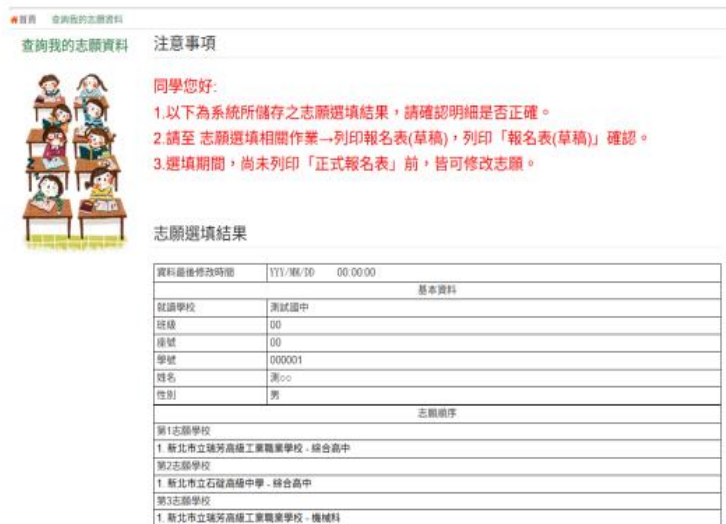 首頁 查詢我的志願資料
查詢我的志願資料
注意事項
同學您好:
1.以下為系統所儲存之志願選填結果，請確認明細是否正確。
2.請至 志願選填相關作業→列印報名表(草稿)，列印「報名表(草稿)」確認。
3.選填期間，尚未列印「正式報名表」前，皆可修改志願。
志願選填結果
資料最後修改時間 YYY/MM/DD 00:00:00
基本資料
就讀學校 測試國中
班級 00
座號 00
學號 000001
姓名 測○○
性別 男
志願順序
第1志願學校
1. 新北市立瑞芳高級工業職業學校 - 綜合高中
第2志願學校
1. 新北市立石碇高級中學 - 綜合高中
第3志願學校
1. 新北市立瑞芳高級工業職業學校 - 機械科